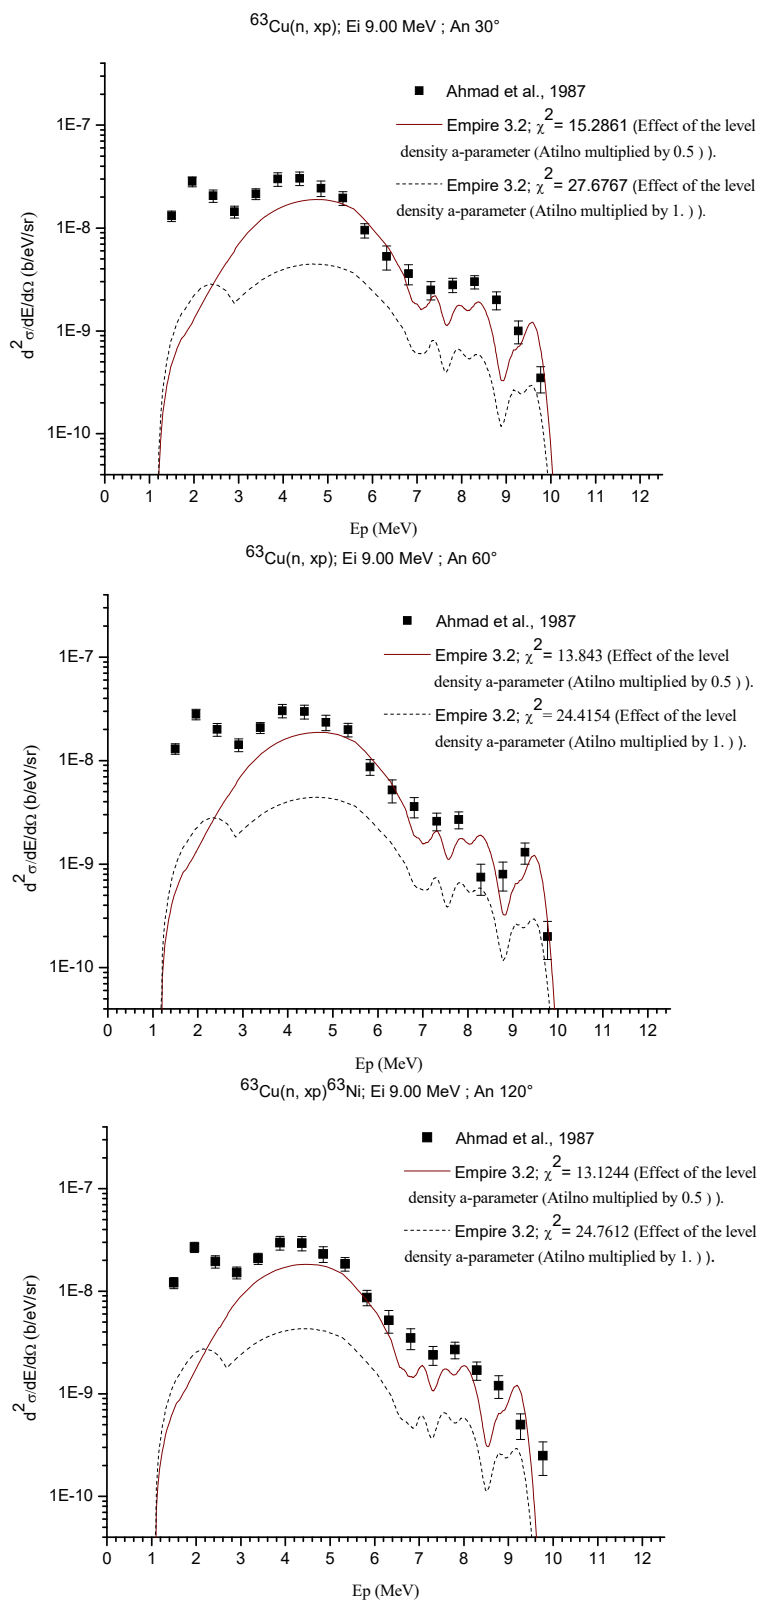 ⁶³Cu(n, xp); Ei 9.00 MeV ; An 30°
Ahmad et al., 1987
Empire 3.2; χ²= 15.2861 (Effect of the level
density a-parameter (Atilno multiplied by 0.5 ) ).
Empire 3.2; χ²= 27.6767 (Effect of the level
density a-parameter (Atilno multiplied by 1. ) ).
1E-7
1E-8
1E-9
1E-10
d²σ/dE/dΩ (b/eV/sr)
0 1 2 3 4 5 6 7 8 9 10 11 12
Ep (MeV)
⁶³Cu(n, xp); Ei 9.00 MeV ; An 60°
Ahmad et al., 1987
Empire 3.2; χ²= 13.843 (Effect of the level
density a-parameter (Atilno multiplied by 0.5 ) ).
Empire 3.2; χ²= 24.4154 (Effect of the level
density a-parameter (Atilno multiplied by 1. ) ).
1E-7
1E-8
1E-9
1E-10
d²σ/dE/dΩ (b/eV/sr)
0 1 2 3 4 5 6 7 8 9 10 11 12
Ep (MeV)
⁶³Cu(n, xp)⁶³Ni; Ei 9.00 MeV ; An 120°
Ahmad et al., 1987
Empire 3.2; χ²= 13.1244 (Effect of the level
density a-parameter (Atilno multiplied by 0.5 ) ).
Empire 3.2; χ²= 24.7612 (Effect of the level
density a-parameter (Atilno multiplied by 1. ) ).
1E-7
1E-8
1E-9
1E-10
d²σ/dE/dΩ (b/eV/sr)
0 1 2 3 4 5 6 7 8 9 10 11 12
Ep (MeV)